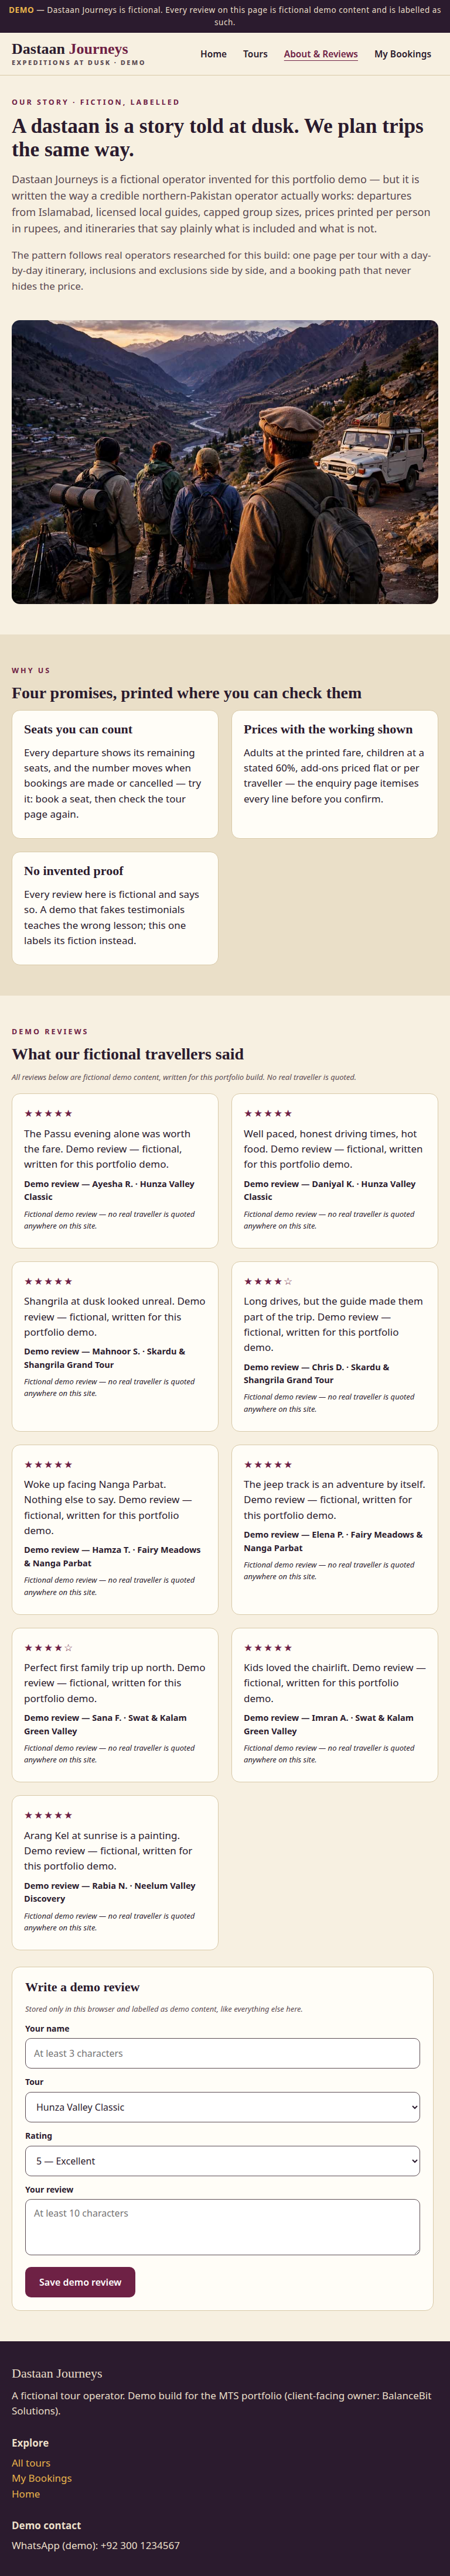 DEMO — Dastaan Journeys is fictional. Every review on this page is fictional demo content and is labelled as
such.
Dastaan Journeys
EXPEDITIONS AT DUSK · DEMO
Home
Tours
About & Reviews
My Bookings
OUR STORY · FICTION, LABELLED
A dastaan is a story told at dusk. We plan trips
the same way.
Dastaan Journeys is a fictional operator invented for this portfolio demo — but it is
written the way a credible northern-Pakistan operator actually works: departures
from Islamabad, licensed local guides, capped group sizes, prices printed per person
in rupees, and itineraries that say plainly what is included and what is not.
The pattern follows real operators researched for this build: one page per tour with a day-
by-day itinerary, inclusions and exclusions side by side, and a booking path that never
hides the price.
WHY US
Four promises, printed where you can check them
Seats you can count
Every departure shows its remaining
seats, and the number moves when
bookings are made or cancelled — try
it: book a seat, then check the tour
page again.
Prices with the working shown
Adults at the printed fare, children at a
stated 60%, add-ons priced flat or per
traveller — the enquiry page itemises
every line before you confirm.
No invented proof
Every review here is fictional and says
so. A demo that fakes testimonials
teaches the wrong lesson; this one
labels its fiction instead.
DEMO REVIEWS
What our fictional travellers said
All reviews below are fictional demo content, written for this portfolio build. No real traveller is quoted.
★★★★★
The Passu evening alone was worth
the fare. Demo review — fictional,
written for this portfolio demo.
Demo review — Ayesha R. · Hunza Valley
Classic
Fictional demo review — no real traveller is quoted
anywhere on this site.
★★★★★
Well paced, honest driving times, hot
food. Demo review — fictional, written
for this portfolio demo.
Demo review — Daniyal K. · Hunza Valley
Classic
Fictional demo review — no real traveller is quoted
anywhere on this site.
★★★★★
Shangrila at dusk looked unreal. Demo
review — fictional, written for this
portfolio demo.
Demo review — Mahnoor S. · Skardu &
Shangrila Grand Tour
Fictional demo review — no real traveller is quoted
anywhere on this site.
★★★★☆
Long drives, but the guide made them
part of the trip. Demo review —
fictional, written for this portfolio
demo.
Demo review — Chris D. · Skardu &
Shangrila Grand Tour
Fictional demo review — no real traveller is quoted
anywhere on this site.
★★★★★
Woke up facing Nanga Parbat.
Nothing else to say. Demo review —
fictional, written for this portfolio
demo.
Demo review — Hamza T. · Fairy Meadows
& Nanga Parbat
Fictional demo review — no real traveller is quoted
anywhere on this site.
★★★★★
The jeep track is an adventure by itself.
Demo review — fictional, written for
this portfolio demo.
Demo review — Elena P. · Fairy Meadows &
Nanga Parbat
Fictional demo review — no real traveller is quoted
anywhere on this site.
★★★★☆
Perfect first family trip up north. Demo
review — fictional, written for this
portfolio demo.
Demo review — Sana F. · Swat & Kalam
Green Valley
Fictional demo review — no real traveller is quoted
anywhere on this site.
★★★★★
Kids loved the chairlift. Demo review —
fictional, written for this portfolio
demo.
Demo review — Imran A. · Swat & Kalam
Green Valley
Fictional demo review — no real traveller is quoted
anywhere on this site.
★★★★★
Arang Kel at sunrise is a painting.
Demo review — fictional, written for
this portfolio demo.
Demo review — Rabia N. · Neelum Valley
Discovery
Fictional demo review — no real traveller is quoted
anywhere on this site.
Write a demo review
Stored only in this browser and labelled as demo content, like everything else here.
Your name
At least 3 characters
Tour
Hunza Valley Classic
Rating
5 — Excellent
Your review
At least 10 characters
Save demo review
Dastaan Journeys
A fictional tour operator. Demo build for the MTS portfolio (client-facing owner: BalanceBit
Solutions).
Explore
All tours
My Bookings
Home
Demo contact
WhatsApp (demo): +92 300 1234567